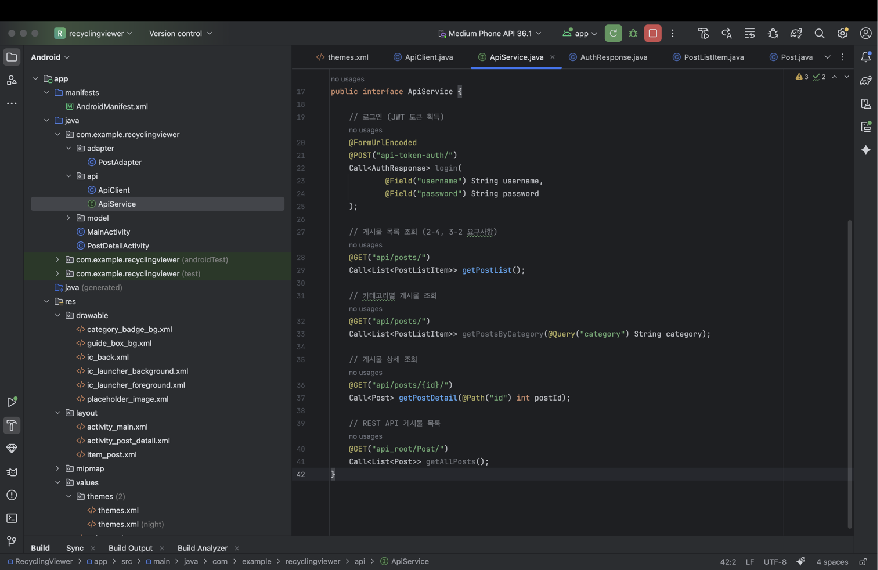 R recyclingviewer
Version control
Medium Phone API 36.1
app
Android
themes.xml
ApiClient.java
ApiService.java
AuthResponse.java
PostListItem.java
Post.java
app
manifests
AndroidManifest.xml
java
com.example.recyclingviewer
adapter
PostAdapter
api
ApiClient
ApiService
model
MainActivity
PostDetailActivity
com.example.recyclingviewer (androidTest)
com.example.recyclingviewer (test)
java (generated)
res
drawable
category_badge_bg.xml
guide_box_bg.xml
ic_back.xml
ic_launcher_background.xml
ic_launcher_foreground.xml
placeholder_image.xml
layout
activity_main.xml
activity_post_detail.xml
item_post.xml
mipmap
values
themes (2)
themes.xml
themes.xml (night)
3 2
no usages
17 public interface ApiService {
18
19 // 로그인 (JWT 토큰 획득)
no usages
20 @FormUrlEncoded
21 @POST("api-token-auth/")
22 Call<AuthResponse> login(
23 @Field("username") String username,
24 @Field("password") String password
25 );
26
27 // 게시물 목록 조회 (2-4, 3-2 요구사항)
no usages
28 @GET("api/posts/")
29 Call<List<PostListItem>> getPostList();
30
31 // 카테고리별 게시물 조회
no usages
32 @GET("api/posts/")
33 Call<List<PostListItem>> getPostsByCategory(@Query("category") String category);
34
35 // 게시물 상세 조회
no usages
36 @GET("api/posts/{id}/")
37 Call<Post> getPostDetail(@Path("id") int postId);
38
39 // REST API 게시물 목록
no usages
40 @GET("api_root/Post/")
41 Call<List<Post>> getAllPosts();
42 }
Build
Sync
Build Output
Build Analyzer
RecyclingViewer > app > src > main > java > com > example > recyclingviewer > api > ApiService
42:2 LF UTF-8 4 spaces